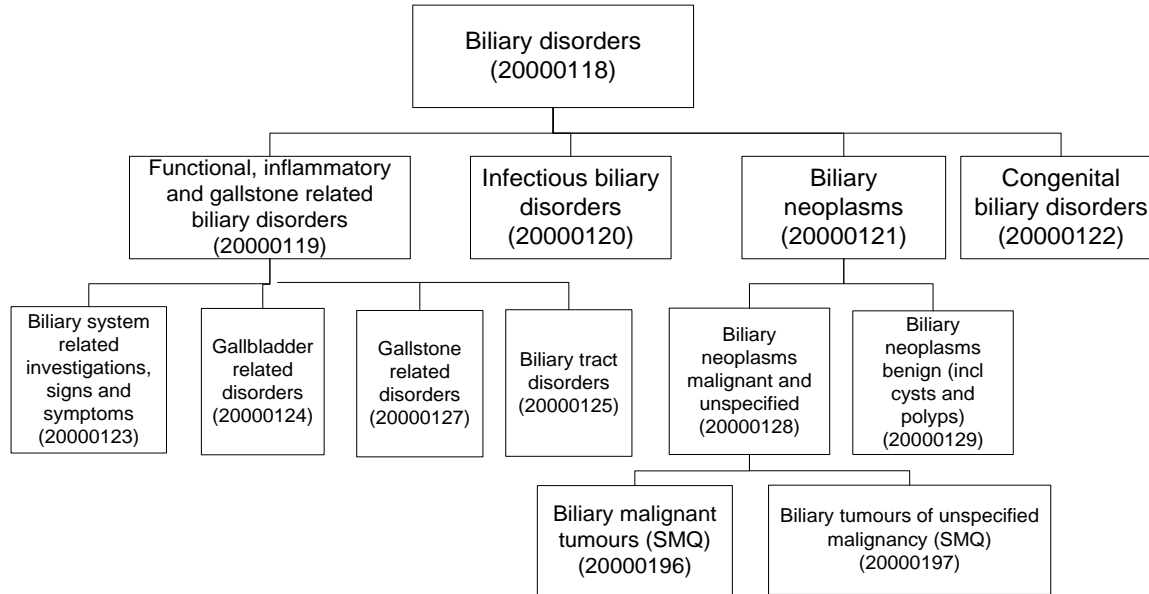 Biliary disorders
(20000118)
Functional, inflammatory
and gallstone related
biliary disorders
(20000119)
Infectious biliary
disorders
(20000120)
Biliary
neoplasms
(20000121)
Congenital
biliary disorders
(20000122)
Biliary system
related
investigations,
signs and
symptoms
(20000123)
Gallbladder
related
disorders
(20000124)
Gallstone
related
disorders
(20000127)
Biliary tract
disorders
(20000125)
Biliary
neoplasms
malignant and
unspecified
(20000128)
Biliary
neoplasms
benign (incl
cysts and
polyps)
(20000129)
Biliary malignant
tumours (SMQ)
(20000196)
Biliary tumours of unspecified
malignancy (SMQ)
(20000197)